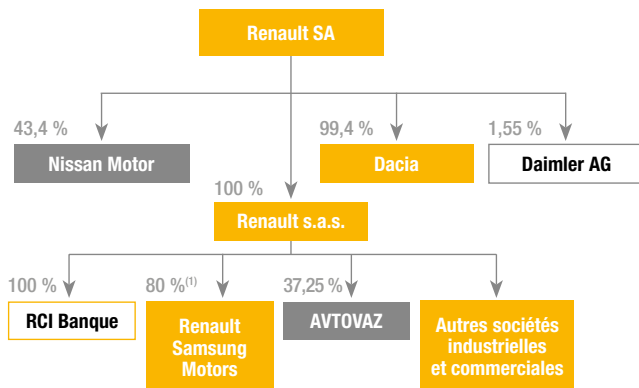 Renault SA
43,4 %
99,4 %
1,55 %
Nissan Motor
Dacia
Daimler AG
100 %
Renault s.a.s.
100 %
80 %(1)
37,25 %
RCI Banque
Renault
Samsung
Motors
AVTOVAZ
Autres sociétés
industrielles
et commerciales